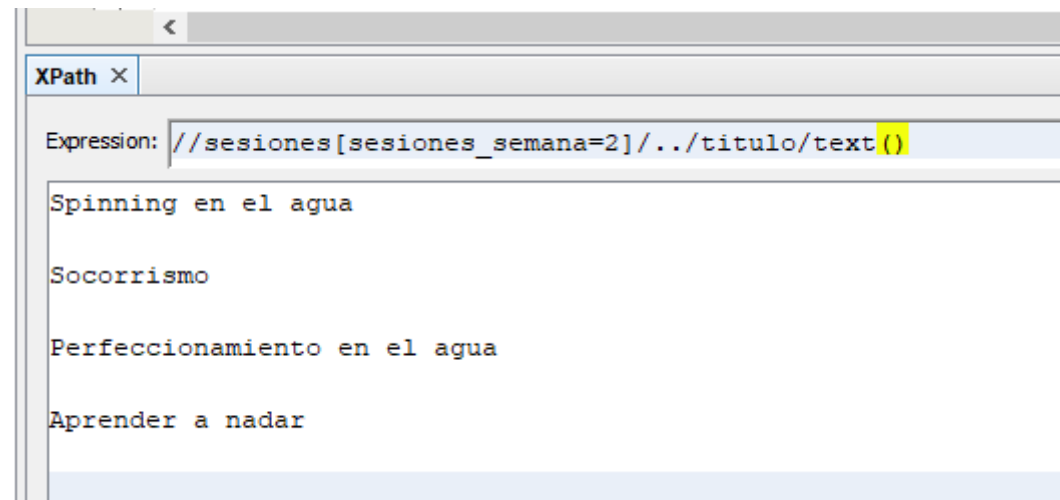 XPath ×
Expression: //sesiones[sesiones_semana=2]/../titulo/text()
Spinning en el agua
Socorrismo
Perfeccionamiento en el agua
Aprender a nadar